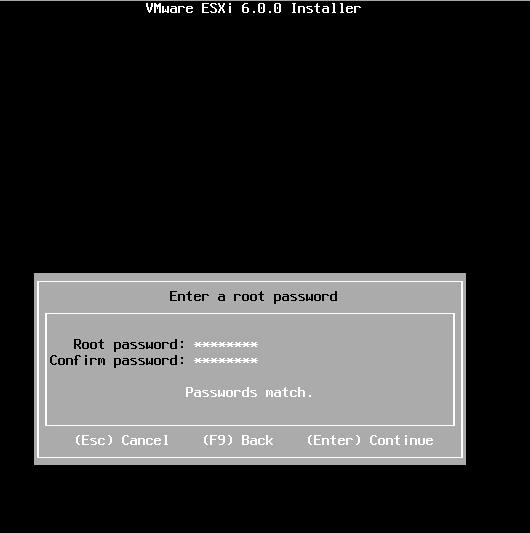 VMware ESXi 6.0.0 Installer
Enter a root password
Root password: ********
Confirm password: ********
Passwords match.
(Esc) Cancel (F9) Back (Enter) Continue